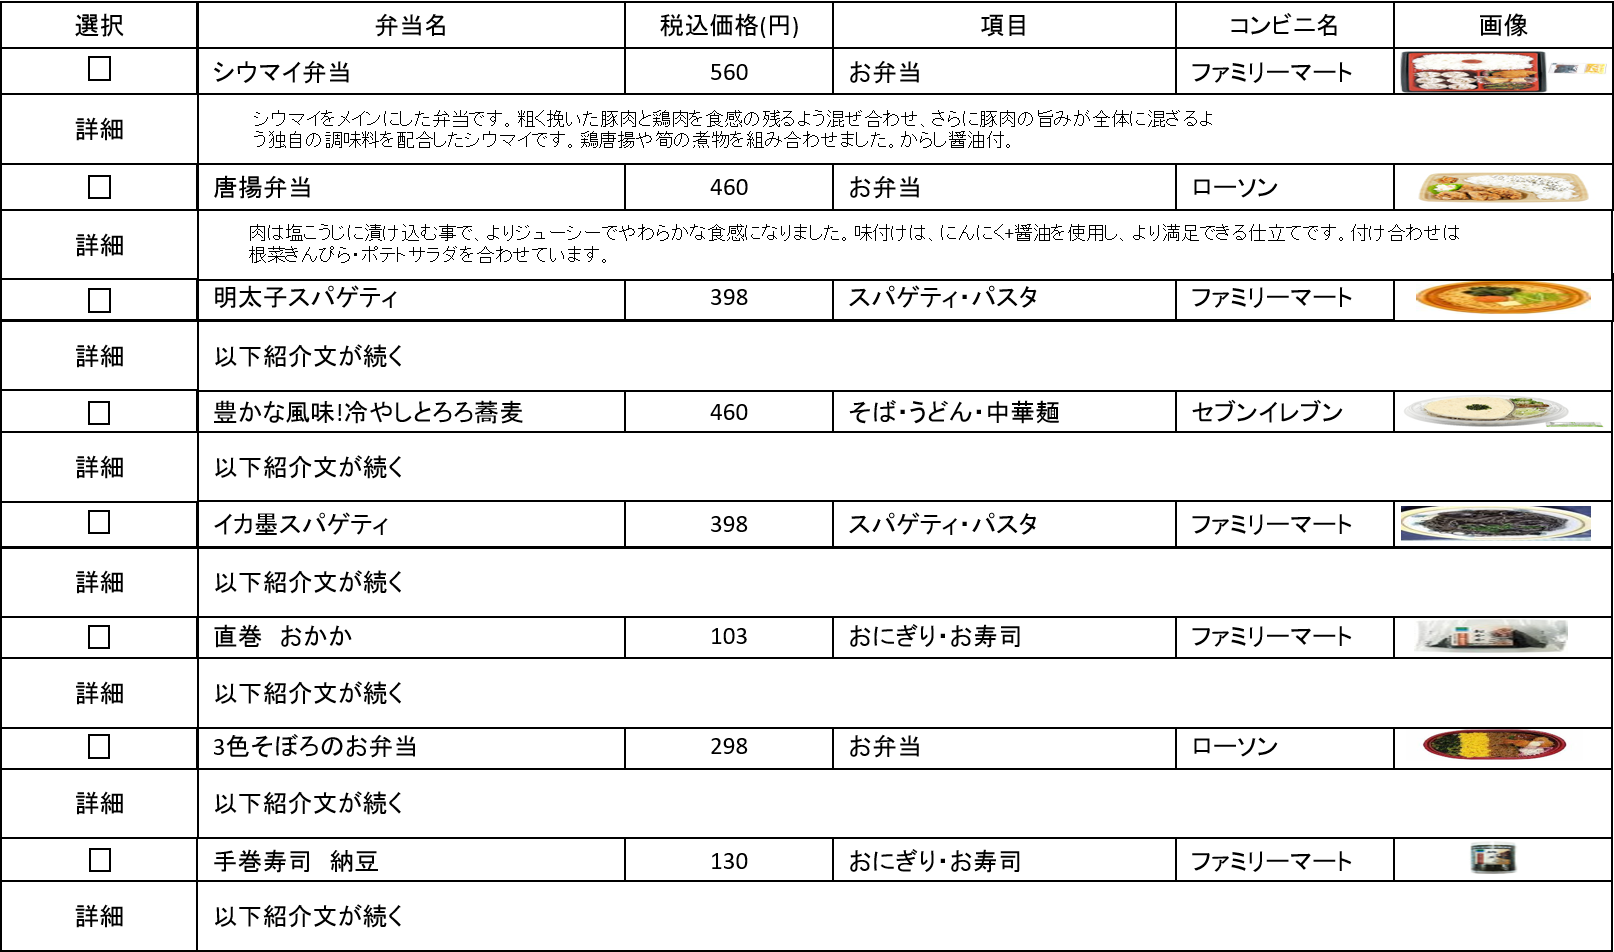 選択 弁当名 税込価格(円) 項目 コンビニ名 画像
シウマイ弁当 560 お弁当 ファミリーマート
詳細 シウマイをメインにした弁当です。粗く挽いた豚肉と鶏肉を食感の残るよう混ぜ合わせ、さらに豚肉の旨みが全体に混ざるよ
う独自の調味料を配合したシウマイです。鶏唐揚や筍の煮物を組み合わせました。からし醤油付。
唐揚弁当 460 お弁当 ローソン
詳細 肉は塩こうじに漬け込む事で、よりジューシーでやわらかな食感になりました。味付けは、にんにく+醤油を使用し、より満足できる仕立てです。付け合わせは
根菜きんぴら・ポテトサラダを合わせています。
明太子スパゲティ 398 スパゲティ・パスタ ファミリーマート
詳細 以下紹介文が続く
豊かな風味!冷やしとろろ蕎麦 460 そば・うどん・中華麺 セブンイレブン
詳細 以下紹介文が続く
イカ墨スパゲティ 398 スパゲティ・パスタ ファミリーマート
詳細 以下紹介文が続く
直巻　おかか 103 おにぎり・お寿司 ファミリーマート
詳細 以下紹介文が続く
3色そぼろのお弁当 298 お弁当 ローソン
詳細 以下紹介文が続く
手巻寿司　納豆 130 おにぎり・お寿司 ファミリーマート
詳細 以下紹介文が続く